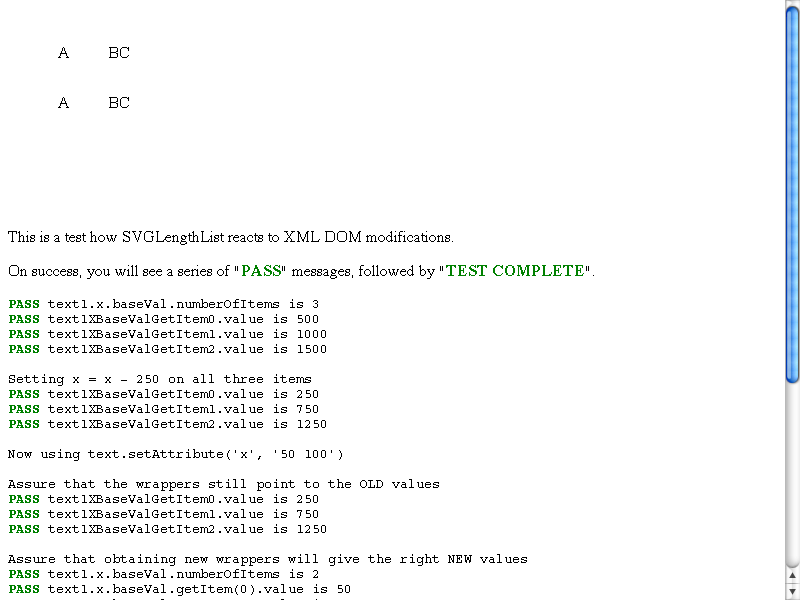 A BC
A BC
This is a test how SVGLengthList reacts to XML DOM modifications.
On success, you will see a series of "PASS" messages, followed by "TEST COMPLETE".
PASS text1.x.baseVal.numberOfItems is 3
PASS text1XBaseValGetItem0.value is 500
PASS text1XBaseValGetItem1.value is 1000
PASS text1XBaseValGetItem2.value is 1500
Setting x = x - 250 on all three items
PASS text1XBaseValGetItem0.value is 250
PASS text1XBaseValGetItem1.value is 750
PASS text1XBaseValGetItem2.value is 1250
Now using text.setAttribute('x', '50 100')
Assure that the wrappers still point to the OLD values
PASS text1XBaseValGetItem0.value is 250
PASS text1XBaseValGetItem1.value is 750
PASS text1XBaseValGetItem2.value is 1250
Assure that obtaining new wrappers will give the right NEW values
PASS text1.x.baseVal.numberOfItems is 2
PASS text1.x.baseVal.getItem(0).value is 50